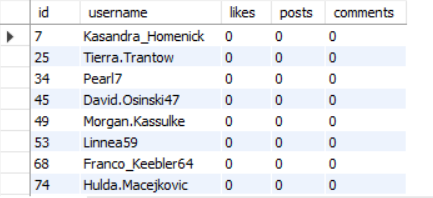 id username likes posts comments
7 Kasandra_Homenick 0 0 0
25 Tierra.Trantow 0 0 0
34 Pearl7 0 0 0
45 David.Osinski47 0 0 0
49 Morgan.Kassulke 0 0 0
53 Linnea59 0 0 0
68 Franco_Keebler64 0 0 0
74 Hulda.Macejkovic 0 0 0